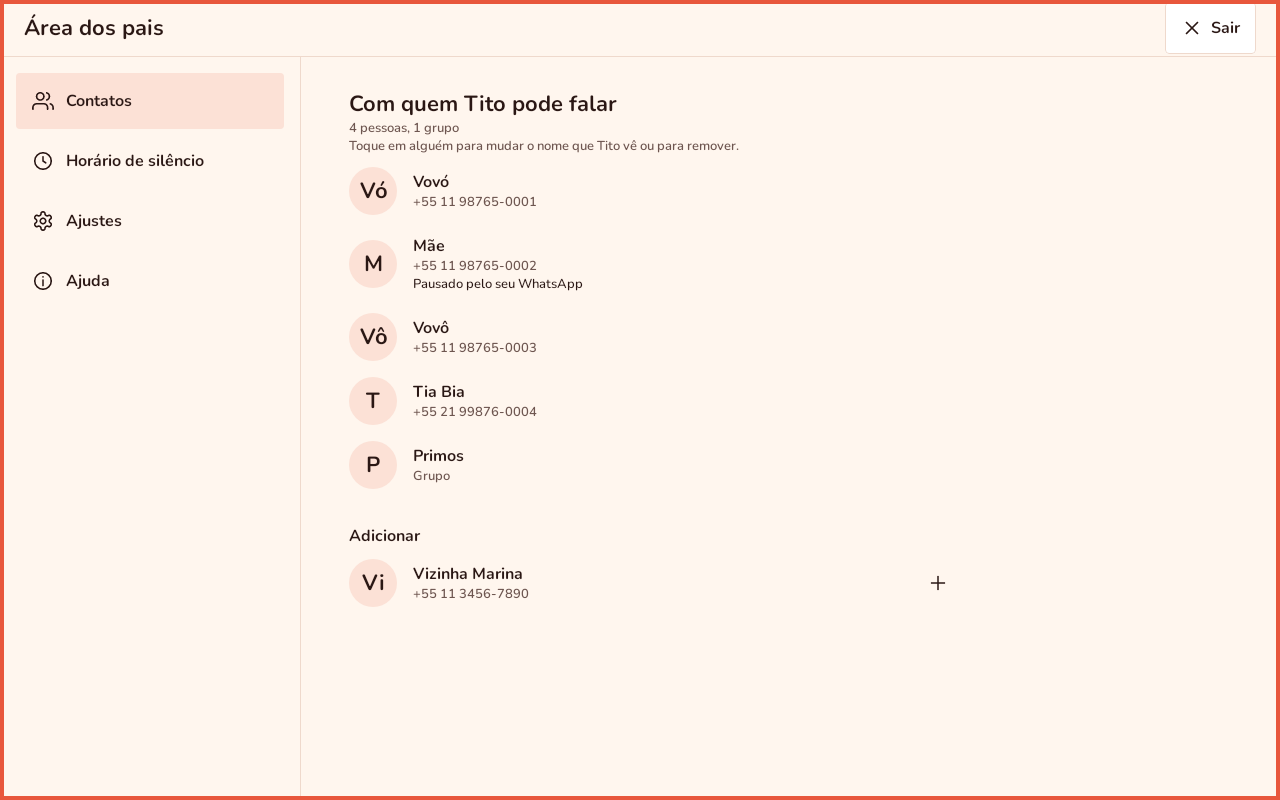 Área dos pais
Sair
Contatos
Horário de silêncio
Ajustes
Ajuda
Com quem Tito pode falar
4 pessoas, 1 grupo
Toque em alguém para mudar o nome que Tito vê ou para remover.
Vó
Vovó
+55 11 98765-0001
M
Mãe
+55 11 98765-0002
Pausado pelo seu WhatsApp
Vô
Vovô
+55 11 98765-0003
T
Tia Bia
+55 21 99876-0004
P
Primos
Grupo
Adicionar
Vi
Vizinha Marina
+55 11 3456-7890